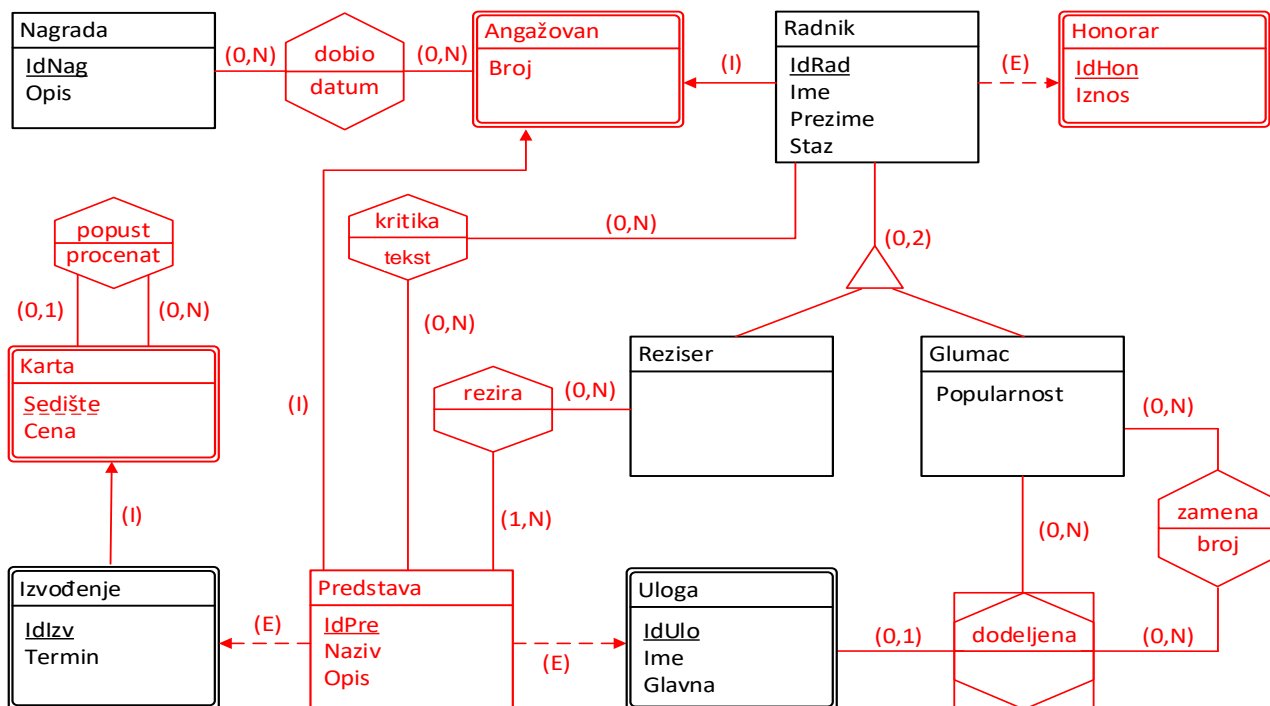 Nagrada
IdNag
Opis
(0,N)
dobio
datum
(0,N)
Angažovan
Broj
(I)
Radnik
IdRad
Ime
Prezime
Staz
(E)
Honorar
IdHon
Iznos
popust
procenat
(0,1)
(0,N)
kritika
tekst
(0,N)
(0,N)
(0,2)
Karta
Sedište
Cena
(I)
(I)
rezira
(0,N)
(1,N)
Reziser
Glumac
Popularnost
(0,N)
(0,N)
zamena
broj
(0,N)
Izvođenje
IdIzv
Termin
(E)
Predstava
IdPre
Naziv
Opis
(E)
Uloga
IdUlo
Ime
Glavna
(0,1)
dodeljena